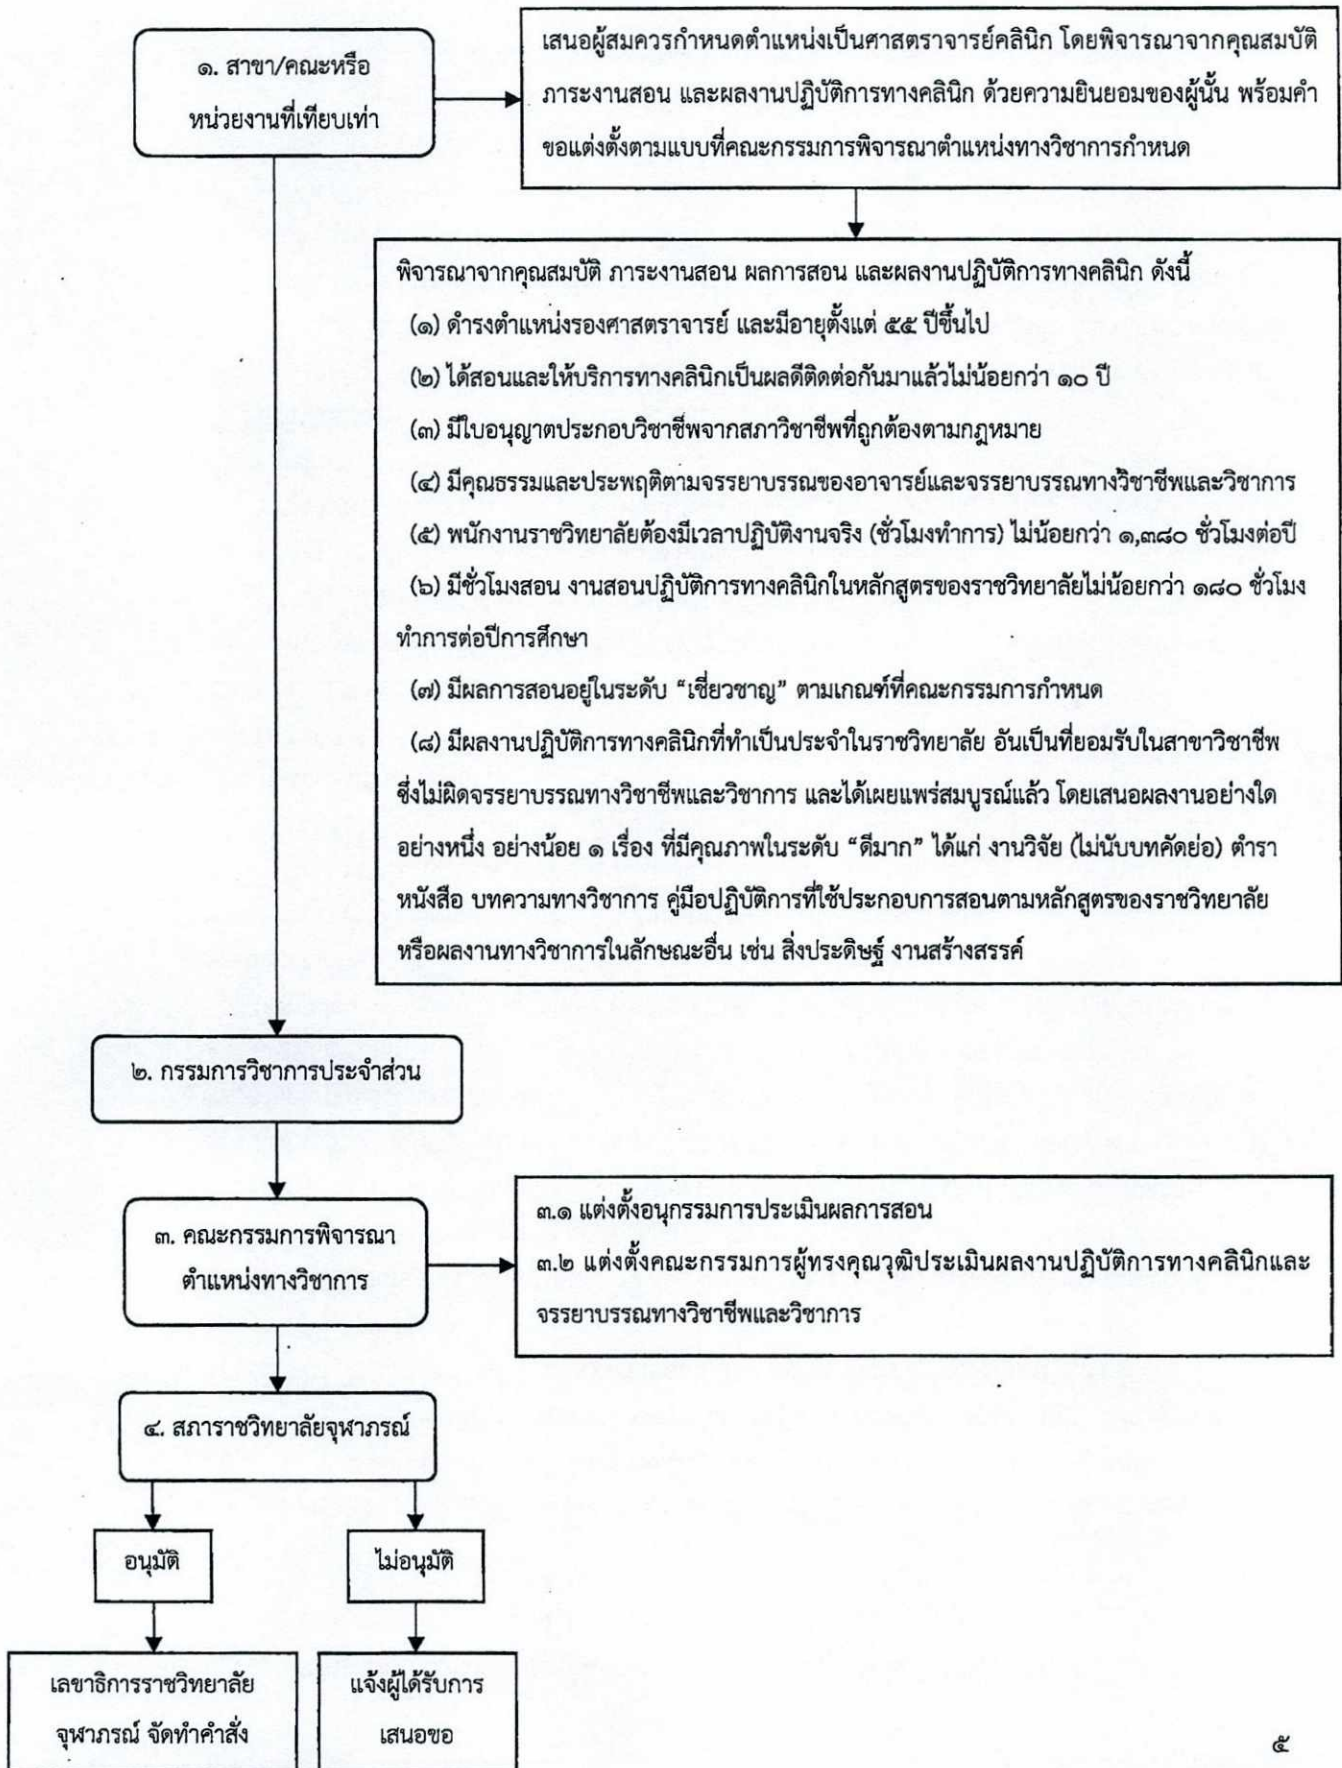 ๑. สาขา/คณะหรือ
หน่วยงานที่เทียบเท่า
เสนอผู้สมควรกำหนดตำแหน่งเป็นศาสตราจารย์คลินิก โดยพิจารณาจากคุณสมบัติ
ภาระงานสอน และผลงานปฏิบัติการทางคลินิก ด้วยความยินยอมของผู้นั้น พร้อมคำ
ขอแต่งตั้งตามแบบที่คณะกรรมการพิจารณาตำแหน่งทางวิชาการกำหนด
พิจารณาจากคุณสมบัติ ภาระงานสอน ผลการสอน และผลงานปฏิบัติการทางคลินิก ดังนี้
(๑) ดำรงตำแหน่งรองศาสตราจารย์ และมีอายุตั้งแต่ ๕๕ ปีขึ้นไป
(๒) ได้สอนและให้บริการทางคลินิกเป็นผลดีติดต่อกันมาแล้วไม่น้อยกว่า ๑๐ ปี
(๓) มีใบอนุญาตประกอบวิชาชีพจากสภาวิชาชีพที่ถูกต้องตามกฎหมาย
(๔) มีคุณธรรมและประพฤติตามจรรยาบรรณของอาจารย์และจรรยาบรรณทางวิชาชีพและวิชาการ
(๕) พนักงานราชวิทยาลัยต้องมีเวลาปฏิบัติงานจริง (ชั่วโมงทำการ) ไม่น้อยกว่า ๑,๓๘๐ ชั่วโมงต่อปี
(๖) มีชั่วโมงสอน งานสอนปฏิบัติการทางคลินิกในหลักสูตรของราชวิทยาลัยไม่น้อยกว่า ๑๘๐ ชั่วโมง
ทำการต่อปีการศึกษา
(๗) มีผลการสอนอยู่ในระดับ “เชี่ยวชาญ” ตามเกณฑ์ที่คณะกรรมการกำหนด
(๘) มีผลงานปฏิบัติการทางคลินิกที่ทำเป็นประจำในราชวิทยาลัย อันเป็นที่ยอมรับในสาขาวิชาชีพ
ซึ่งไม่ผิดจรรยาบรรณทางวิชาชีพและวิชาการ และได้เผยแพร่สมบูรณ์แล้ว โดยเสนอผลงานอย่างใด
อย่างหนึ่ง อย่างน้อย ๑ เรื่อง ที่มีคุณภาพในระดับ “ดีมาก” ได้แก่ งานวิจัย (ไม่นับบทคัดย่อ) ตำรา
หนังสือ บทความทางวิชาการ คู่มือปฏิบัติการที่ใช้ประกอบการสอนตามหลักสูตรของราชวิทยาลัย
หรือผลงานทางวิชาการในลักษณะอื่น เช่น สิ่งประดิษฐ์ งานสร้างสรรค์
๒. กรรมการวิชาการประจำส่วน
๓. คณะกรรมการพิจารณา
ตำแหน่งทางวิชาการ
๓.๑ แต่งตั้งอนุกรรมการประเมินผลการสอน
๓.๒ แต่งตั้งคณะกรรมการผู้ทรงคุณวุฒิประเมินผลงานปฏิบัติการทางคลินิกและ
จรรยาบรรณทางวิชาชีพและวิชาการ
๔. สภาราชวิทยาลัยจุฬาภรณ์
อนุมัติ
ไม่อนุมัติ
เลขาธิการราชวิทยาลัย
จุฬาภรณ์ จัดทำคำสั่ง
แจ้งผู้ได้รับการ
เสนอขอ
๕